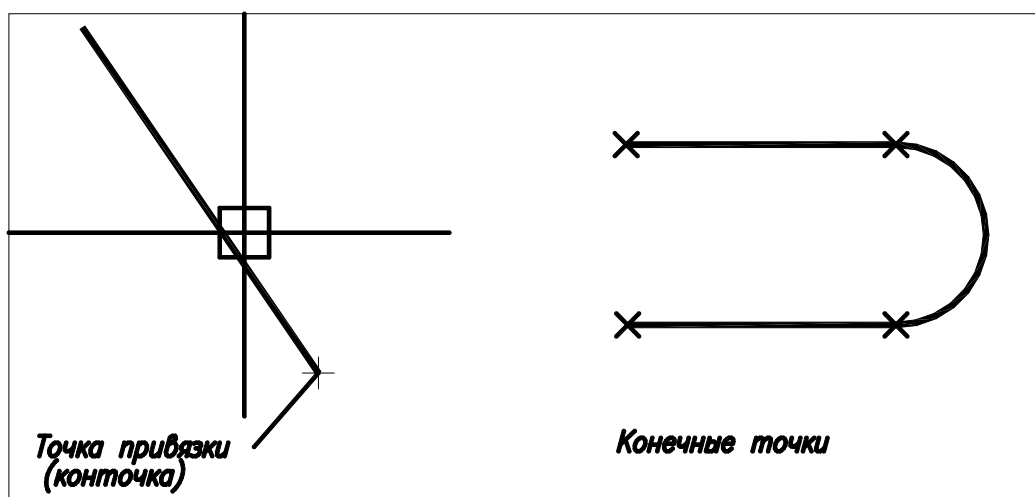 Точка привязки
(конточка)
Конечные точки